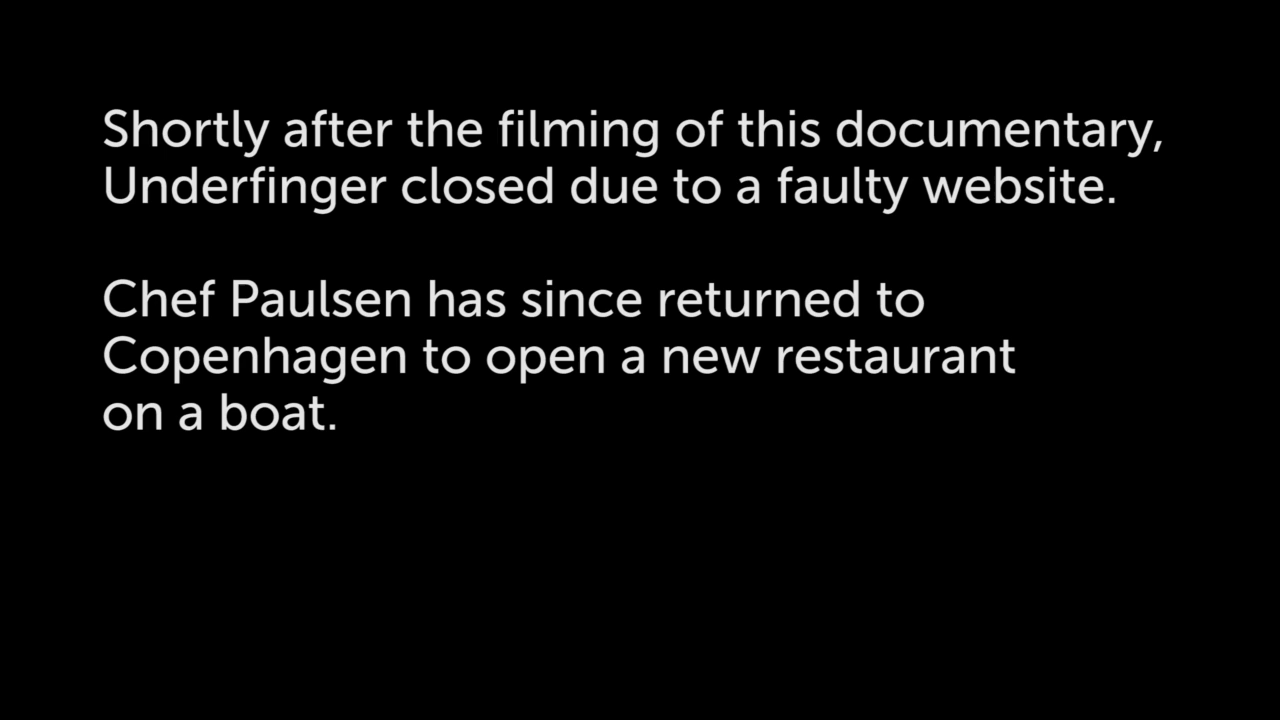 Shortly after the filming of this documentary,
Underfinger closed due to a faulty website.
Chef Paulsen has since returned to
Copenhagen to open a new restaurant
on a boat.